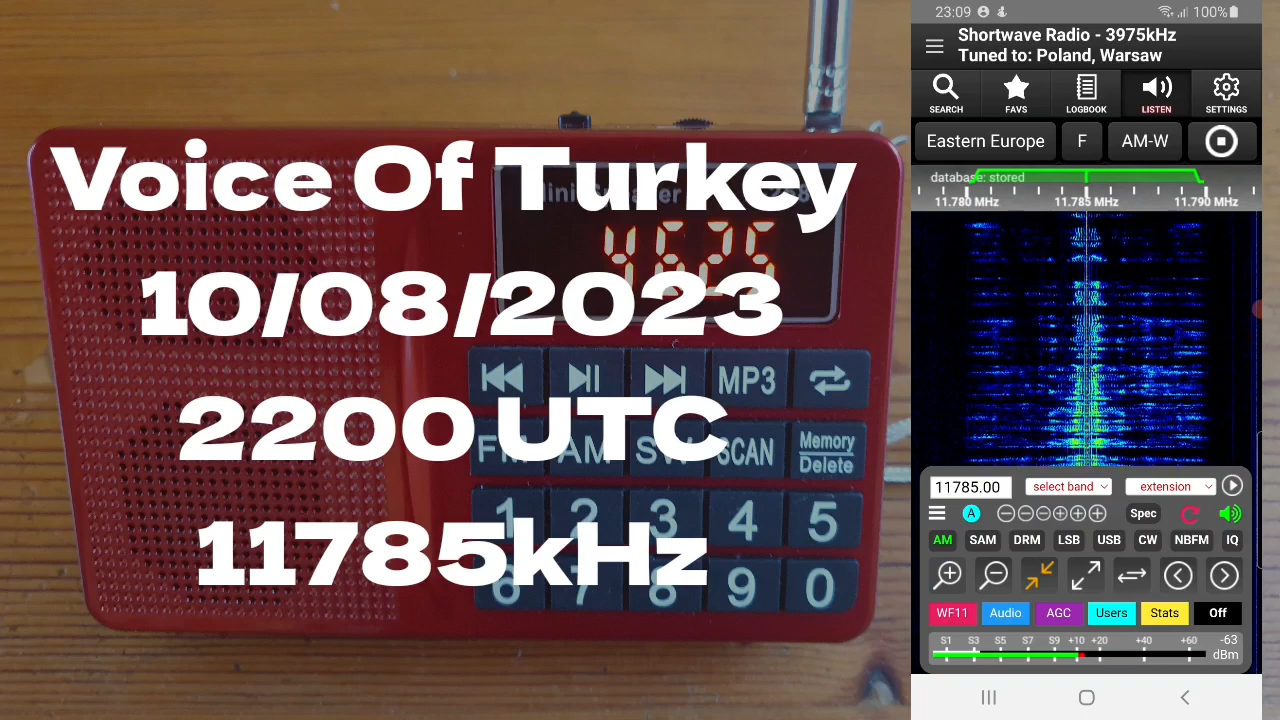 Voice Of Turkey
10/08/2023
2200 UTC
11785kHz
4625
MP3
FM AM SW SCAN Memory Delete
1 2 3 4 5
6 7 8 9 0
23:09 100%
Shortwave Radio - 3975kHz
Tuned to: Poland, Warsaw
SEARCH FAVS LOGBOOK LISTEN SETTINGS
Eastern Europe F AM-W
database: stored
11.780 MHz 11.785 MHz 11.790 MHz
11785.00 select band extension
A Spec
AM SAM DRM LSB USB CW NBFM IQ
WF11 Audio AGC Users Stats Off
S1 S3 S5 S7 S9 +10 +20 +40 +60 -63
dBm